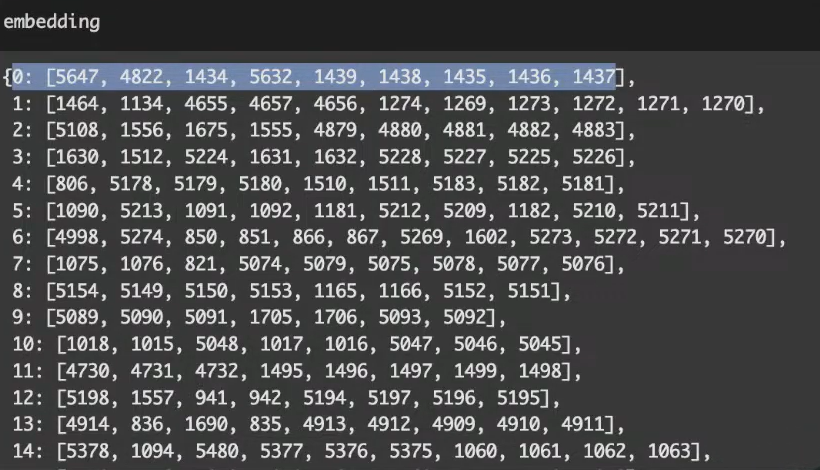 embedding
{0: [5647, 4822, 1434, 5632, 1439, 1438, 1435, 1436, 1437],
1: [1464, 1134, 4655, 4657, 4656, 1274, 1269, 1273, 1272, 1271, 1270],
2: [5108, 1556, 1675, 1555, 4879, 4880, 4881, 4882, 4883],
3: [1630, 1512, 5224, 1631, 1632, 5228, 5227, 5225, 5226],
4: [806, 5178, 5179, 5180, 1510, 1511, 5183, 5182, 5181],
5: [1090, 5213, 1091, 1092, 1181, 5212, 5209, 1182, 5210, 5211],
6: [4998, 5274, 850, 851, 866, 867, 5269, 1602, 5273, 5272, 5271, 5270],
7: [1075, 1076, 821, 5074, 5079, 5075, 5078, 5077, 5076],
8: [5154, 5149, 5150, 5153, 1165, 1166, 5152, 5151],
9: [5089, 5090, 5091, 1705, 1706, 5093, 5092],
10: [1018, 1015, 5048, 1017, 1016, 5047, 5046, 5045],
11: [4730, 4731, 4732, 1495, 1496, 1497, 1499, 1498],
12: [5198, 1557, 941, 942, 5194, 5197, 5196, 5195],
13: [4914, 836, 1690, 835, 4913, 4912, 4909, 4910, 4911],
14: [5378, 1094, 5480, 5377, 5376, 5375, 1060, 1061, 1062, 1063],